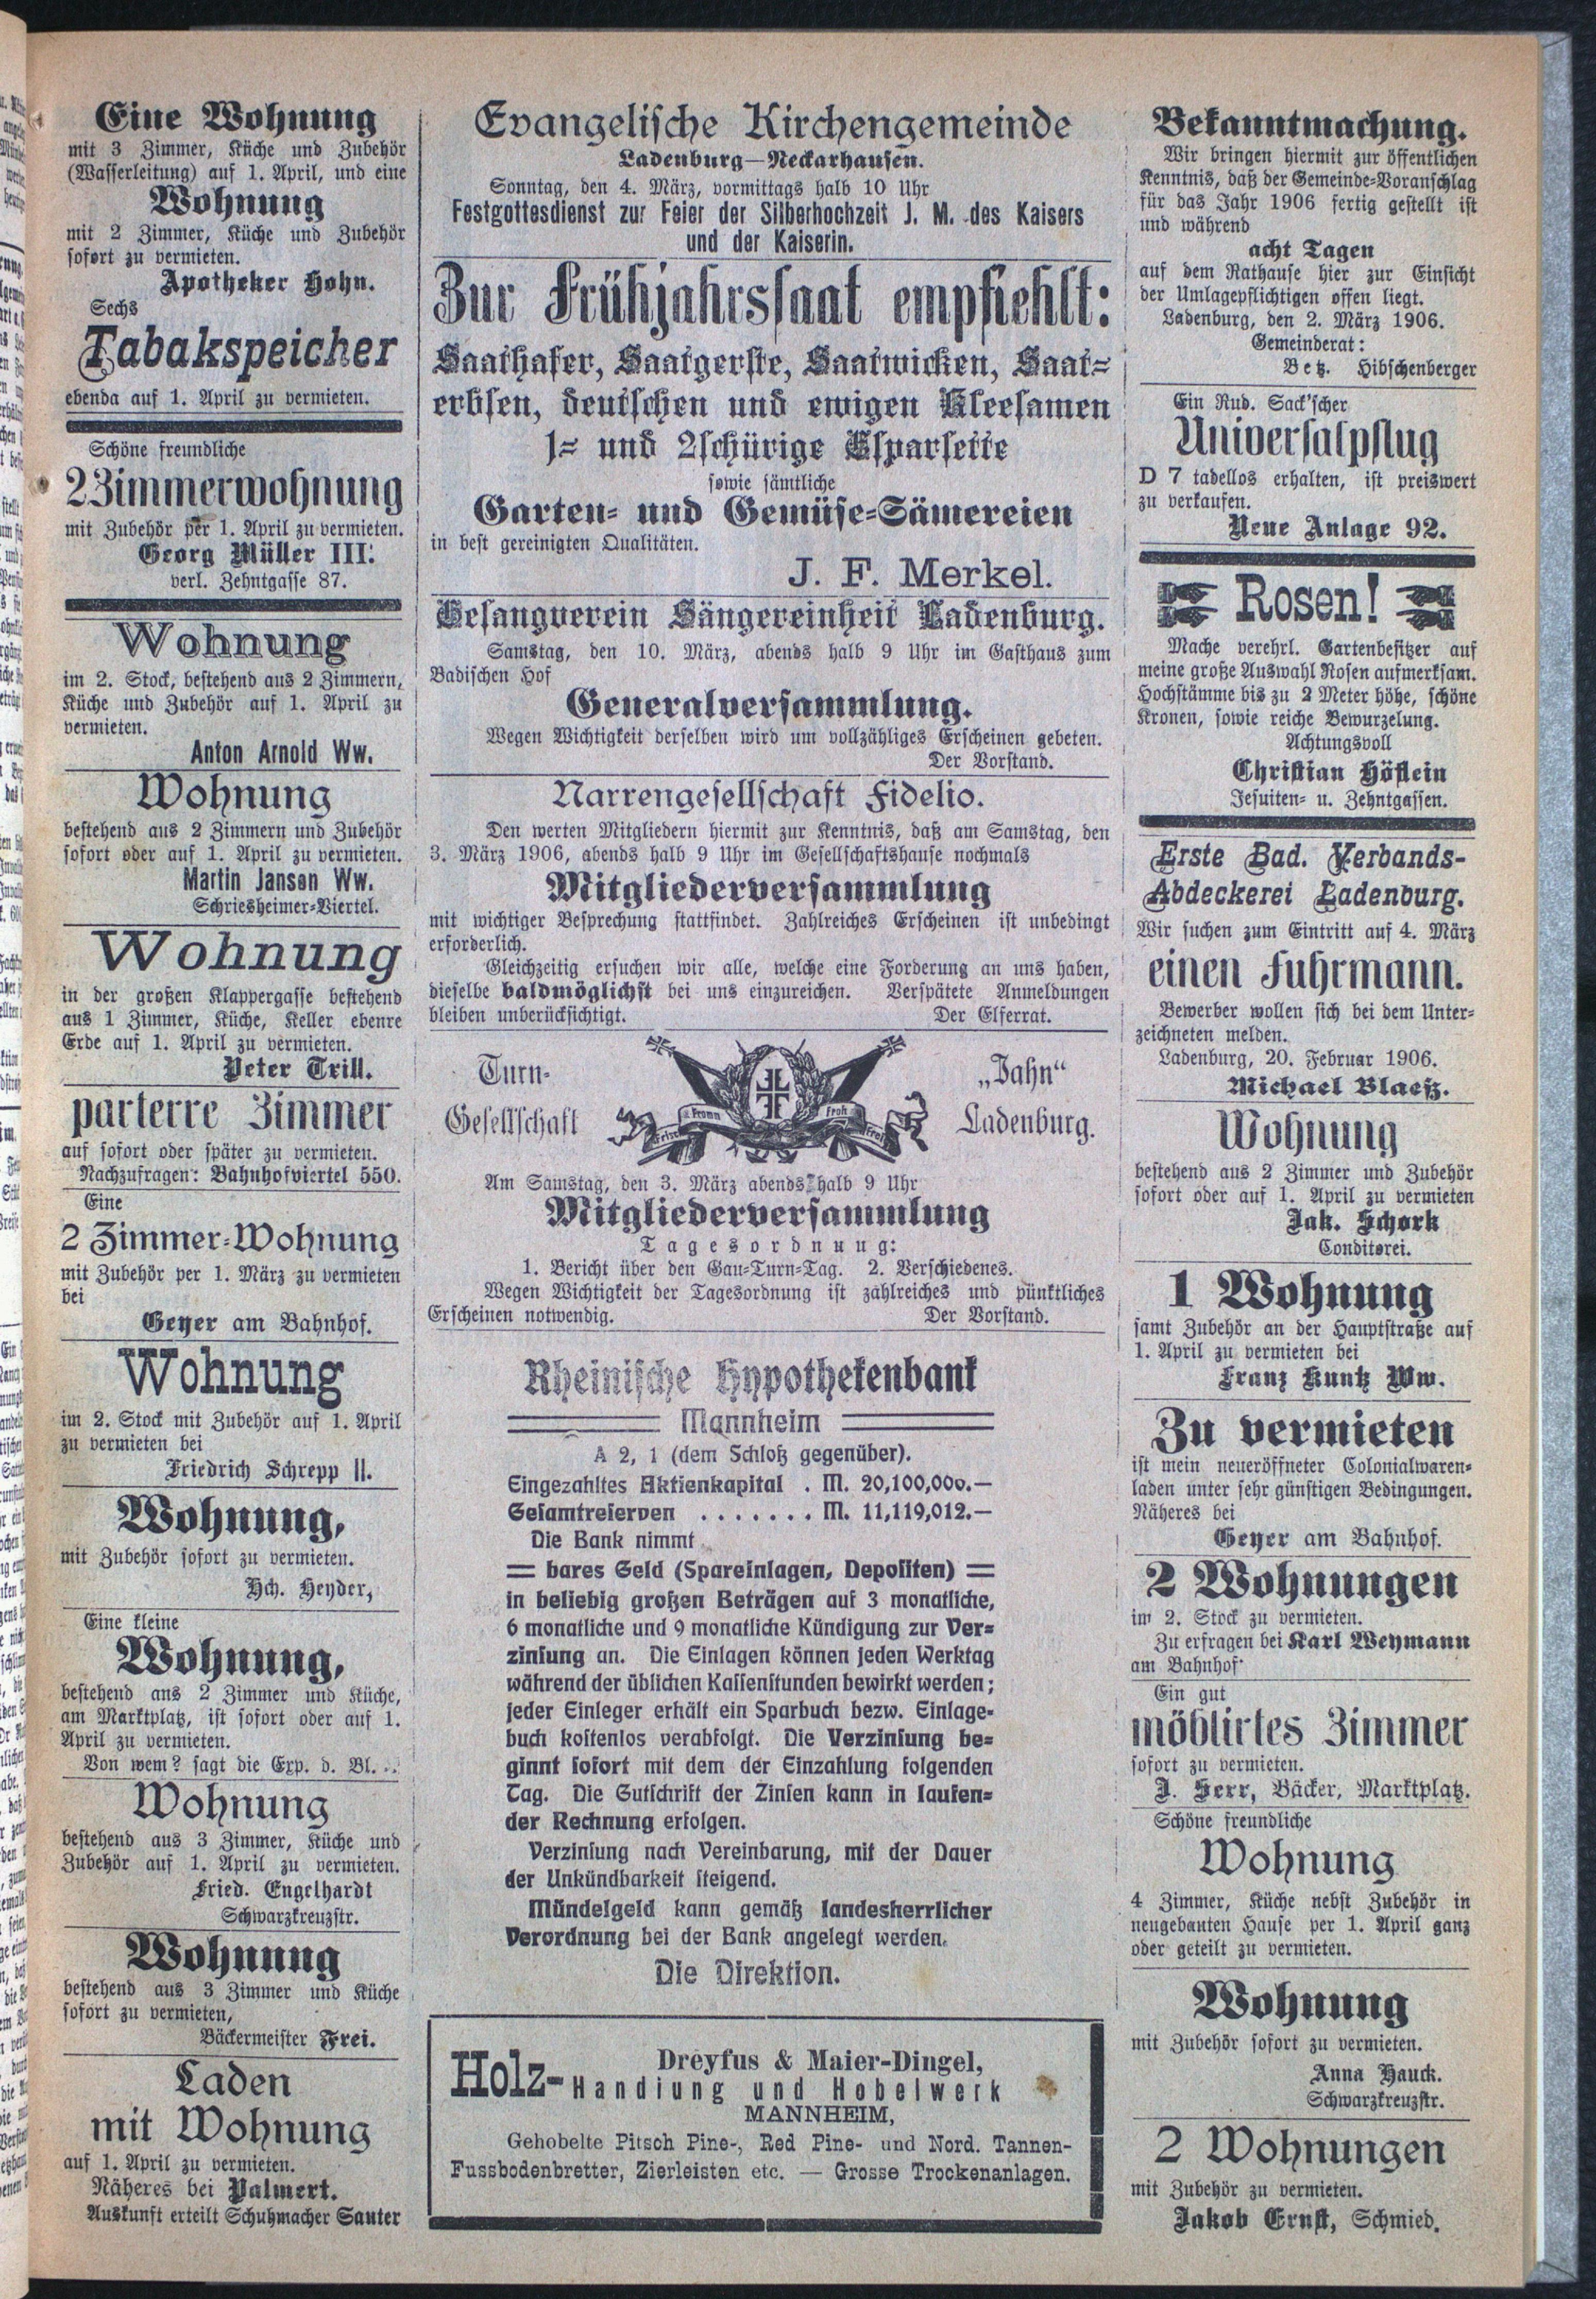 Eine Wohnung
mit 3 Zimmer, Küche und Zubehör
(Wasserleitung) auf 1. April, und eine
Wohnung
mit 2 Zimmer, Küche und Zubehör
sofort zu vermieten.
Apotheker Hohn.
Sechs
Tabakspeicher
ebenda auf 1. April zu vermieten.
Schöne freundliche
2 Zimmerwohnung
mit Zubehör per 1. April zu vermieten.
Georg Müller III.
verl. Zehntgasse 87.
Wohnung
im 2. Stock, bestehend aus 2 Zimmern,
Küche und Zubehör auf 1. April zu
vermieten.
Anton Arnold Ww.
Wohnung
bestehend aus 2 Zimmern und Zubehör
sofort oder auf 1. April zu vermieten.
Martin Jansen Ww.
Schriesheimer-Viertel.
Wohnung
in der großen Klappergasse bestehend
aus 1 Zimmer, Küche, Keller ebenre
Erde auf 1. April zu vermieten.
Peter Trill.
parterre Zimmer
auf sofort oder später zu vermieten.
Nachzufragen: Bahnhofviertel 550.
Eine
2 Zimmer-Wohnung
mit Zubehör per 1. März zu vermieten
bei
Geyer am Bahnhof.
Wohnung
im 2. Stock mit Zubehör auf 1. April
zu vermieten bei
Friedrich Schrepp II.
Wohnung,
mit Zubehör sofort zu vermieten.
Hch. Heyder,
Eine kleine
Wohnung,
bestehend ans 2 Zimmer und Küche,
am Marktplatz, ist sofort oder auf 1.
April zu vermieten.
Von wem? sagt die Exp. d. Bl.
Wohnung
bestehend aus 3 Zimmer, Küche und
Zubehör auf 1. April zu vermieten.
Fried. Engelhardt
Schwarzkreuzstr.
Wohnung
bestehend aus 3 Zimmer und Küche
sofort zu vermieten,
Bäckermeister Frei.
Laden
mit Wohnung
auf 1. April zu vermieten.
Näheres bei Palmert.
Auskunft erteilt Schuhmacher Sauter
Evangelische Kirchengemeinde
Ladenburg—Neckarhausen.
Sonntag, den 4. März, vormittags halb 10 Uhr
Festgottesdienst zur Feier der Silberhochzeit J. M. des Kaisers
und der Kaiserin.
Zur Frühjahrssaat empfiehlt:
Saathafer, Saatgerste, Saatwicken, Saat-
erbsen, deutschen und ewigen Kleesamen
1- und 2schürige Esparsette
sowie sämtliche
Garten- und Gemüse-Sämereien
in best gereinigten Qualitäten.
J. F. Merkel.
Gesangverein Sängereinheit Ladenburg.
Samstag, den 10. März, abends halb 9 Uhr im Gasthaus zum
Badischen Hof
Generalversammlung.
Wegen Wichtigkeit derselben wird um vollzähliges Erscheinen gebeten.
Der Vorstand.
Narrengesellschaft Fidelio.
Den werten Mitgliedern hiermit zur Kenntnis, daß am Samstag, den
3. März 1906, abends halb 9 Uhr im Gesellschaftshause nochmals
Mitgliederversammlung
mit wichtiger Besprechung stattfindet. Zahlreiches Erscheinen ist unbedingt
erforderlich.
Gleichzeitig ersuchen wir alle, welche eine Forderung an uns haben,
dieselbe baldmöglichst bei uns einzureichen. Verspätete Anmeldungen
bleiben unberücksichtigt. Der Elferrat.
Turn- „Jahn“
Frisch Fromm Froh Frei
Gesellschaft Ladenburg.
Am Samstag, den 3. März abends halb 9 Uhr
Mitgliederversammlung
Tagesordnung:
1. Bericht über den Gau-Turn-Tag. 2. Verschiedenes.
Wegen Wichtigkeit der Tagesordnung ist zahlreiches und pünktliches
Erscheinen notwendig. Der Vorstand.
Rheinische Hypothekenbank
Mannheim
A 2, 1 (dem Schloß gegenüber).
Eingezahltes Aktienkapital . M. 20,100,000.—
Gesamtreserven . . . . . . . M. 11,119,012.—
Die Bank nimmt
= bares Geld (Spareinlagen, Depositen) =
in beliebig großen Beträgen auf 3 monatliche,
6 monatliche und 9 monatliche Kündigung zur Ver-
zinsung an. Die Einlagen können jeden Werktag
während der üblichen Kassenstunden bewirkt werden;
jeder Einleger erhält ein Sparbuch bezw. Einlage-
buch kostenlos verabfolgt. Die Verzinsung be-
ginnt sofort mit dem der Einzahlung folgenden
Tag. Die Gutschrift der Zinsen kann in laufen-
der Rechnung erfolgen.
Verzinsung nach Vereinbarung, mit der Dauer
der Unkündbarkeit steigend.
Mündelgeld kann gemäß landesherrlicher
Verordnung bei der Bank angelegt werden.
Die Direktion.
Dreyfus & Maier-Dingel,
Holz-Handlung und Hobelwerk
MANNHEIM,
Gehobelte Pitsch Pine-, Red Pine- und Nord. Tannen-
Fussbodenbretter, Zierleisten etc. — Grosse Trockenanlagen.
Bekanntmachung.
Wir bringen hiermit zur öffentlichen
Kenntnis, daß der Gemeinde-Voranschlag
für das Jahr 1906 fertig gestellt ist
und während
acht Tagen
auf dem Rathause hier zur Einsicht
der Umlagepflichtigen offen liegt.
Ladenburg, den 2. März 1906.
Gemeinderat:
Betz. Hibschenberger
Ein Rud. Sack'scher
Universalpflug
D 7 tadellos erhalten, ist preiswert
zu verkaufen.
Neue Anlage 92.
Rosen!
Mache verehrl. Gartenbesitzer auf
meine große Auswahl Rosen aufmerksam.
Hochstämme bis zu 2 Meter höhe, schöne
Kronen, sowie reiche Bewurzelung.
Achtungsvoll
Christian Höflein
Jesuiten- u. Zehntgassen.
Erste Bad. Verbands-
Abdeckerei Ladenburg.
Wir suchen zum Eintritt auf 4. März
einen Fuhrmann.
Bewerber wollen sich bei dem Unter-
zeichneten melden.
Ladenburg, 20. Februar 1906.
Michael Blaeß.
Wohnung
bestehend aus 2 Zimmer und Zubehör
sofort oder auf 1. April zu vermieten
Jak. Schork
Conditorei.
1 Wohnung
samt Zubehör an der Hauptstraße auf
1. April zu vermieten bei
Franz Kuntz Ww.
Zu vermieten
ist mein neueröffneter Colonialwaren-
laden unter sehr günstigen Bedingungen.
Näheres bei
Geyer am Bahnhof.
2 Wohnungen
im 2. Stock zu vermieten.
Zu erfragen bei Karl Weymann
am Bahnhof
Ein gut
möblirtes Zimmer
sofort zu vermieten.
J. Herr, Bäcker, Marktplatz.
Schöne freundliche
Wohnung
4 Zimmer, Küche nebst Zubehör in
neugebauten Hause per 1. April ganz
oder geteilt zu vermieten.
Wohnung
mit Zubehör sofort zu vermieten.
Anna Hauck.
Schwarzkreuzstr.
2 Wohnungen
mit Zubehör zu vermieten.
Jakob Ernst, Schmied.